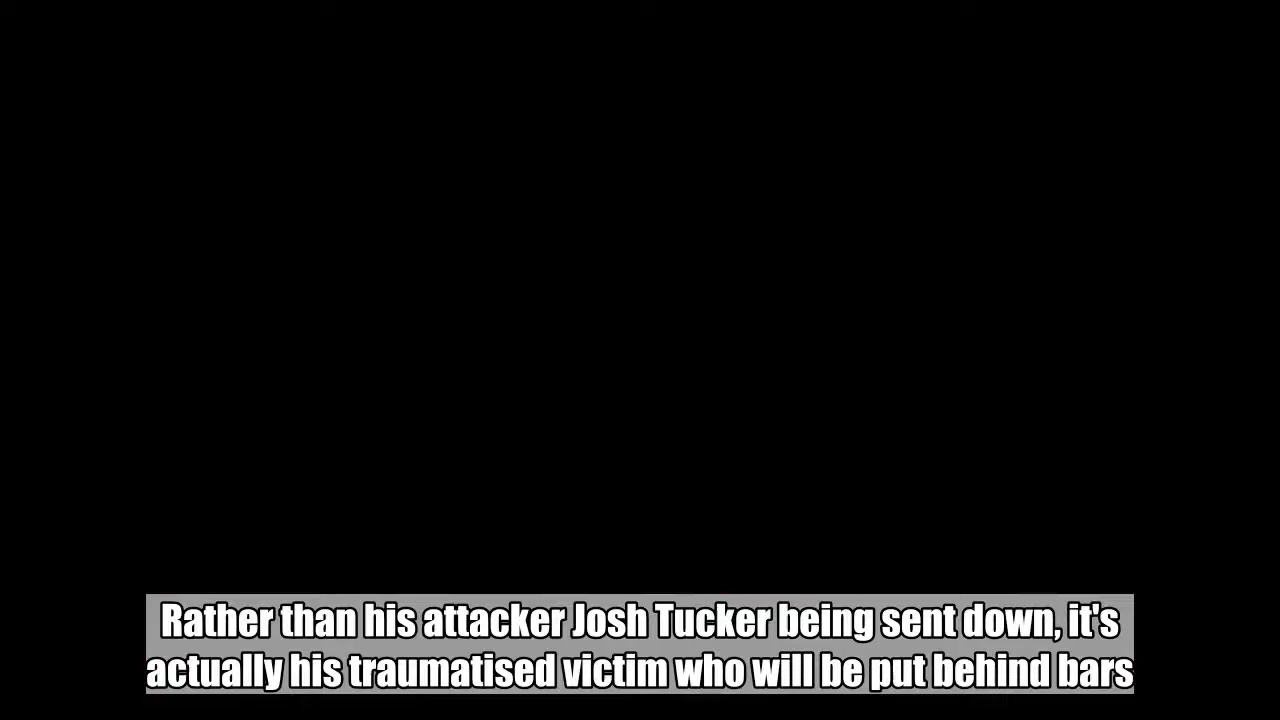 Rather than his attacker Josh Tucker being sent down, it's
actually his traumatised victim who will be put behind bars